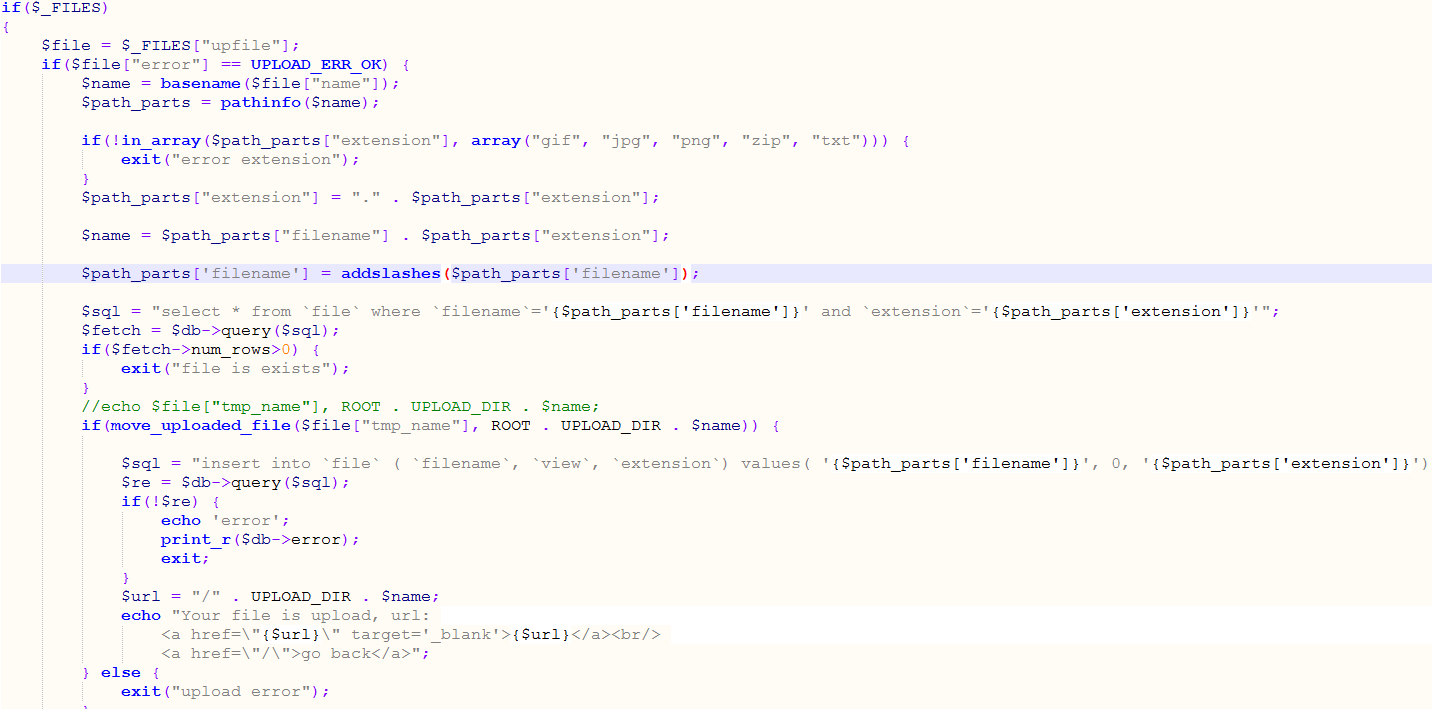 if($_FILES)
{
    $file = $_FILES["upfile"];
    if($file["error"] == UPLOAD_ERR_OK) {
        $name = basename($file["name"]);
        $path_parts = pathinfo($name);

        if(!in_array($path_parts["extension"], array("gif", "jpg", "png", "zip", "txt"))) {
            exit("error extension");
        }
        $path_parts["extension"] = "." . $path_parts["extension"];

        $name = $path_parts["filename"] . $path_parts["extension"];

        $path_parts['filename'] = addslashes($path_parts['filename']);

        $sql = "select * from `file` where `filename`='{$path_parts['filename']}' and `extension`='{$path_parts['extension']}'";
        $fetch = $db->query($sql);
        if($fetch->num_rows>0) {
            exit("file is exists");
        }
        //echo $file["tmp_name"], ROOT . UPLOAD_DIR . $name;
        if(move_uploaded_file($file["tmp_name"], ROOT . UPLOAD_DIR . $name)) {

            $sql = "insert into `file` ( `filename`, `view`, `extension`) values( '{$path_parts['filename']}', 0, '{$path_parts['extension']}')
            $re = $db->query($sql);
            if(!$re) {
                echo 'error';
                print_r($db->error);
                exit;
            }
            $url = "/" . UPLOAD_DIR . $name;
            echo "Your file is upload, url:
                <a href=\"{$url}\" target='_blank'>{$url}</a><br/>
                <a href=\"/\">go back</a>";
        } else {
            exit("upload error");